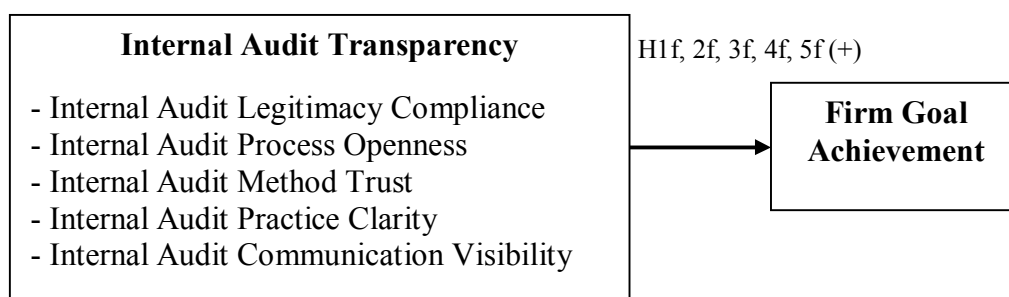 Internal Audit Transparency
- Internal Audit Legitimacy Compliance
- Internal Audit Process Openness
- Internal Audit Method Trust
- Internal Audit Practice Clarity
- Internal Audit Communication Visibility
H1f, 2f, 3f, 4f, 5f (+)
Firm Goal
Achievement